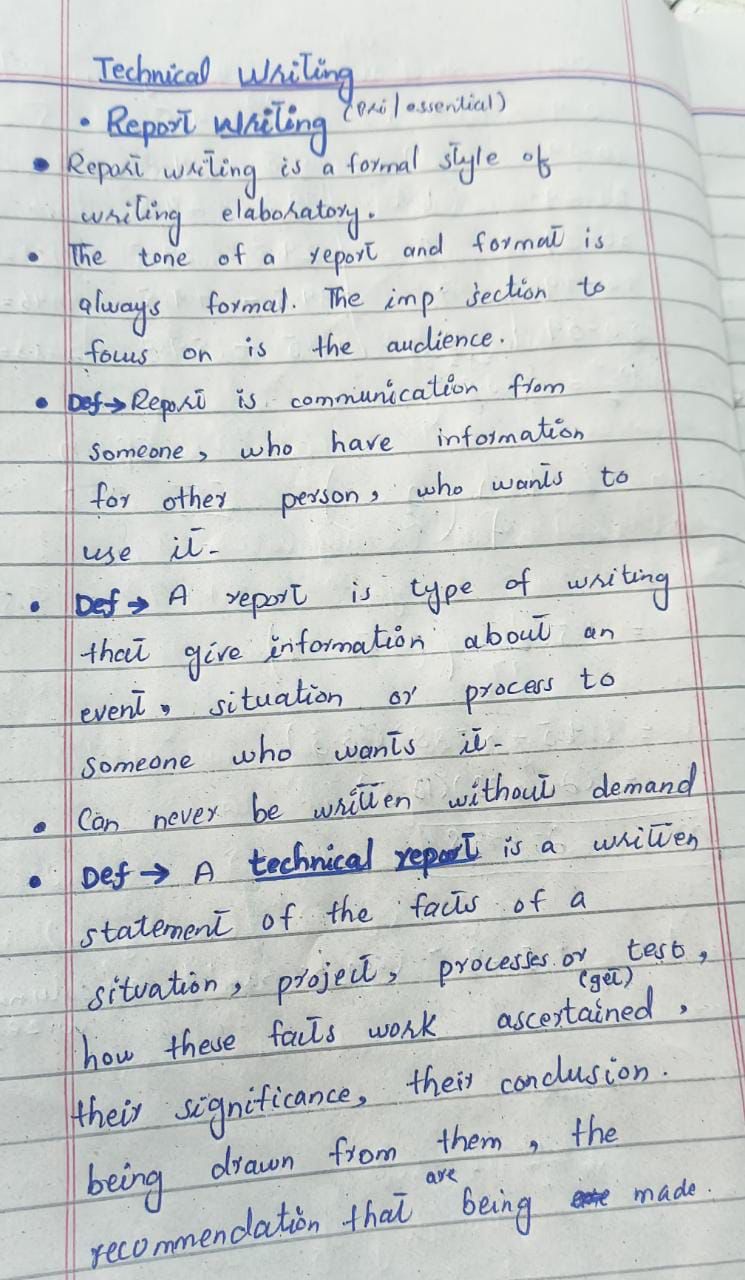 Technical Writing
• Report Writing (pri/essential)
• Report writing is a formal style of
writing elaboratory.
• The tone of a report and format is
always formal. The imp section to
focus on is the audience.
• Def → Report is communication from
someone, who have information
for other person, who wants to
use it.
• Def → A report is type of writing
that give information about an
event, situation or process to
someone who wants it.
• Can never be written without demand
• Def → A technical report is a written
statement of the facts of a
situation, project, processes or test,
(get)
how these facts work ascertained,
their significance, their conclusion.
being drawn from them, the
are
recommendation that being made.